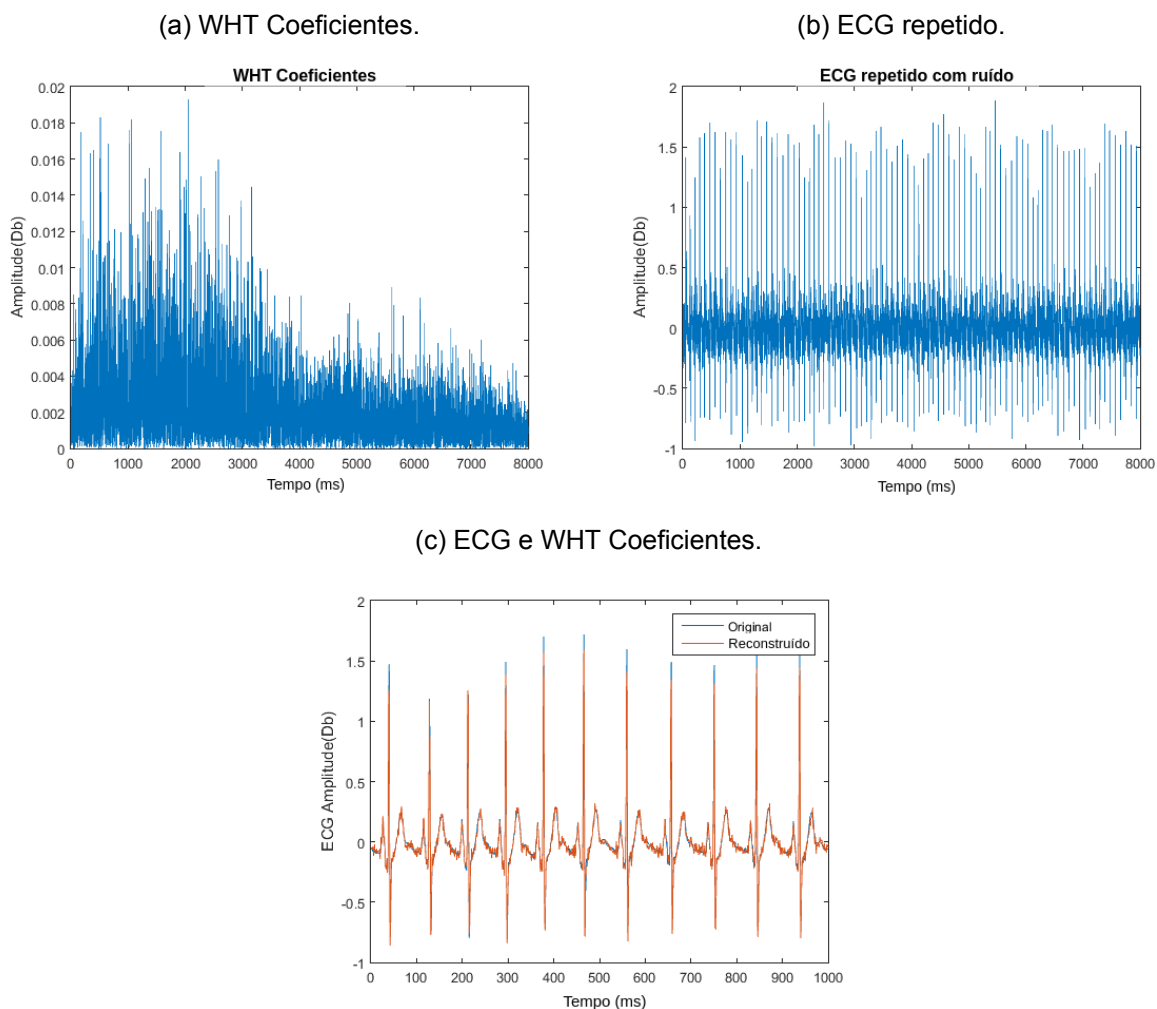 (a) WHT Coeficientes.
(b) ECG repetido.
WHT Coeficientes
Amplitude(Db)
0.02
0.018
0.016
0.014
0.012
0.01
0.008
0.006
0.004
0.002
0
0 1000 2000 3000 4000 5000 6000 7000 8000
Tempo (ms)
ECG repetido com ruído
Amplitude(Db)
2
1.5
1
0.5
0
-0.5
-1
0 1000 2000 3000 4000 5000 6000 7000 8000
Tempo (ms)
(c) ECG e WHT Coeficientes.
ECG Amplitude(Db)
2
1.5
1
0.5
0
-0.5
-1
Original
Reconstruído
0 100 200 300 400 500 600 700 800 900 1000
Tempo (ms)